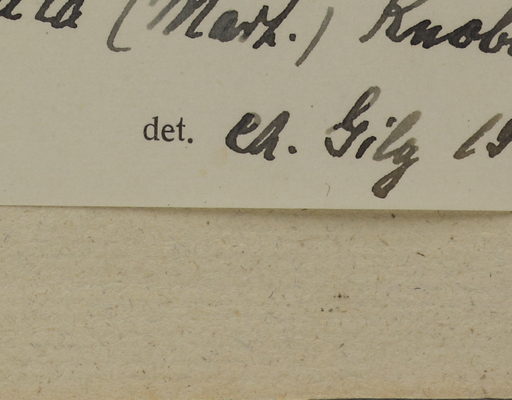 (Mart.) Knob
det. Ch. Gilg 19